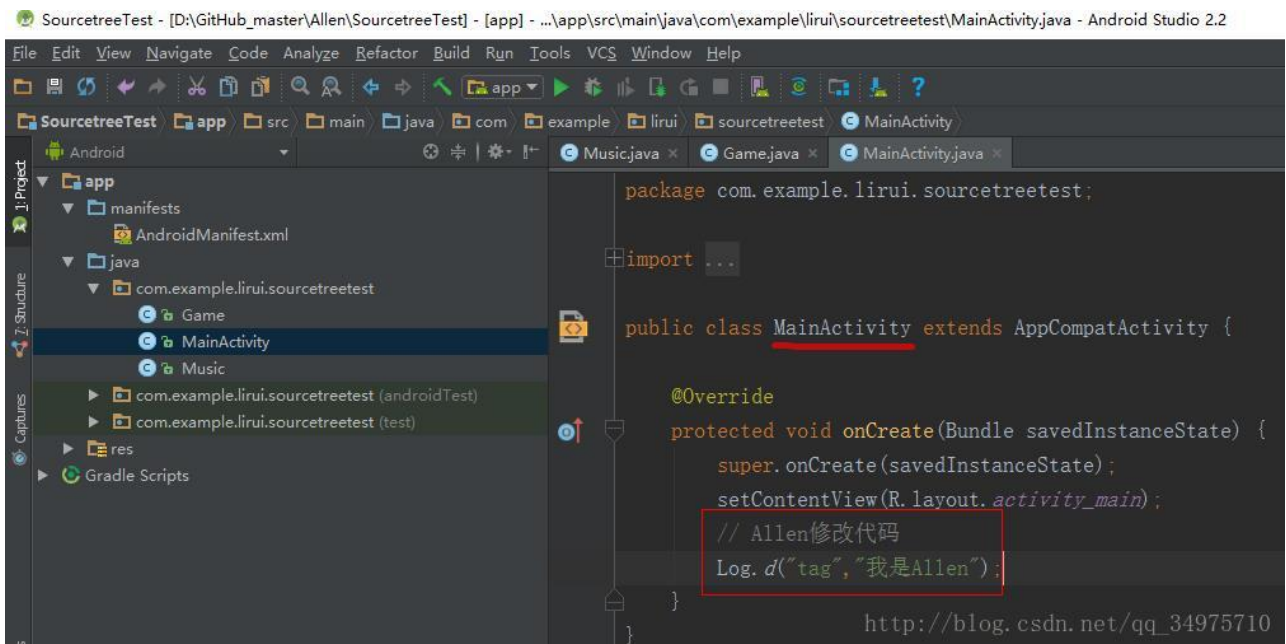 SourcetreeTest - [D:\GitHub_master\Allen\SourcetreeTest] - [app] - ...\app\src\main\java\com\example\lirui\sourcetreetest\MainActivity.java - Android Studio 2.2
File Edit View Navigate Code Analyze Refactor Build Run Tools VCS Window Help
app
SourcetreeTest app src main java com example lirui sourcetreetest MainActivity
Android
Music.java Game.java MainActivity.java
1: Project
7: Structure
Captures
app
manifests
AndroidManifest.xml
java
com.example.lirui.sourcetreetest
Game
MainActivity
Music
com.example.lirui.sourcetreetest (androidTest)
com.example.lirui.sourcetreetest (test)
res
Gradle Scripts
package com.example.lirui.sourcetreetest;
import ...
public class MainActivity extends AppCompatActivity {
@Override
protected void onCreate(Bundle savedInstanceState) {
super.onCreate(savedInstanceState);
setContentView(R.layout.activity_main);
// Allen修改代码
Log.d("tag","我是Allen");
}
}
http://blog.csdn.net/qq_34975710